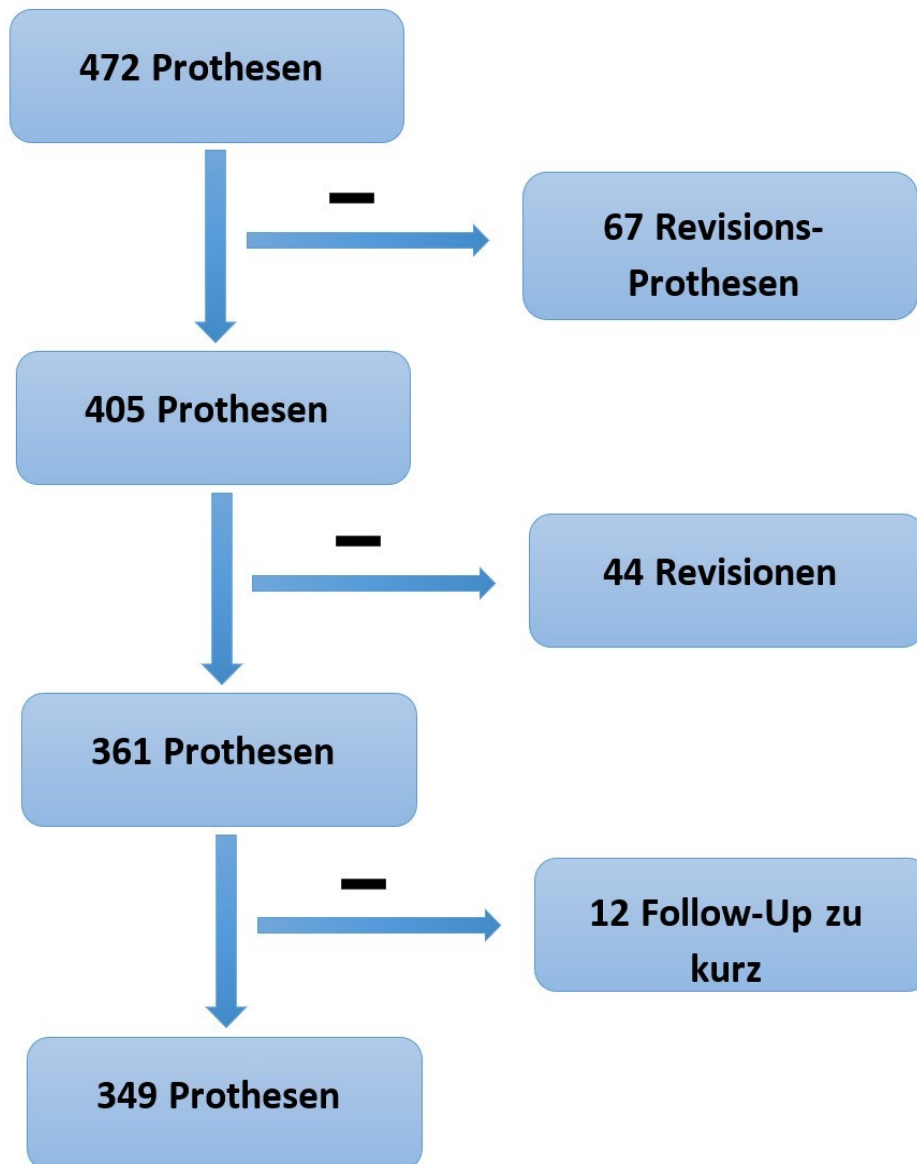 472 Prothesen
67 Revisions-
Prothesen
405 Prothesen
44 Revisionen
361 Prothesen
12 Follow-Up zu
kurz
349 Prothesen